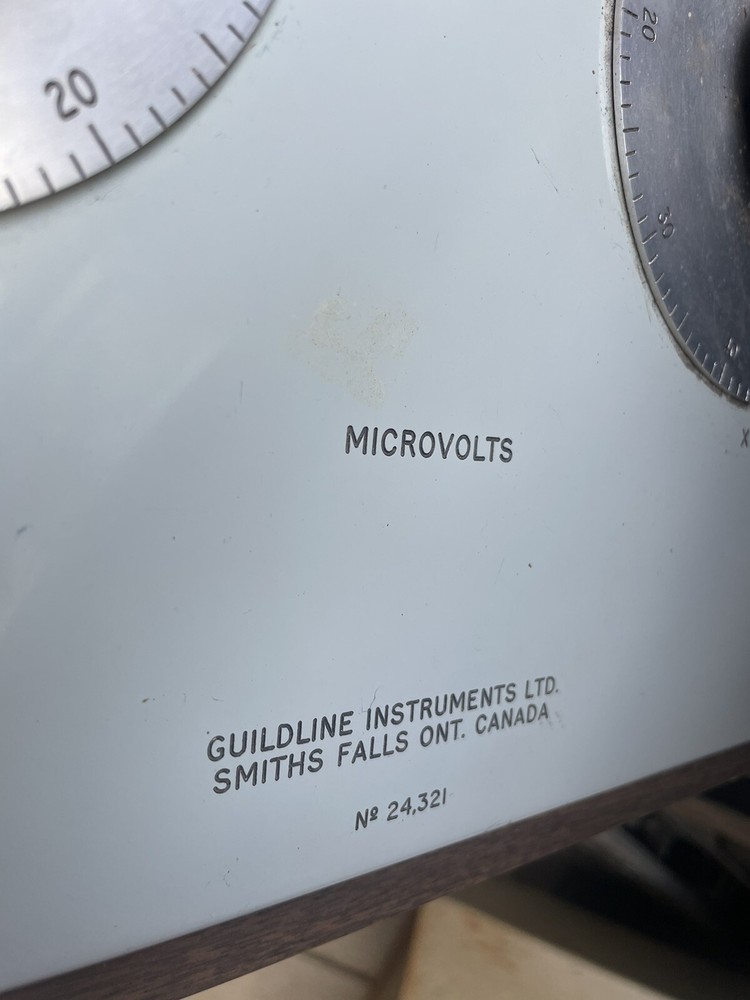 20
20
30
MICROVOLTS
X
GUILDLINE INSTRUMENTS LTD.
SMITHS FALLS ONT. CANADA
Nº 24,321